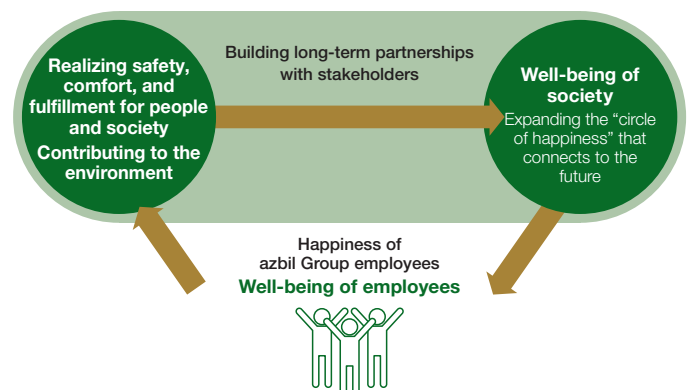 Realizing safety,
comfort, and
fulfillment for people
and society
Contributing to the
environment
Building long-term partnerships
with stakeholders
Well-being of
society
Expanding the “circle
of happiness” that
connects to the
future
Happiness of
azbil Group employees
Well-being of employees